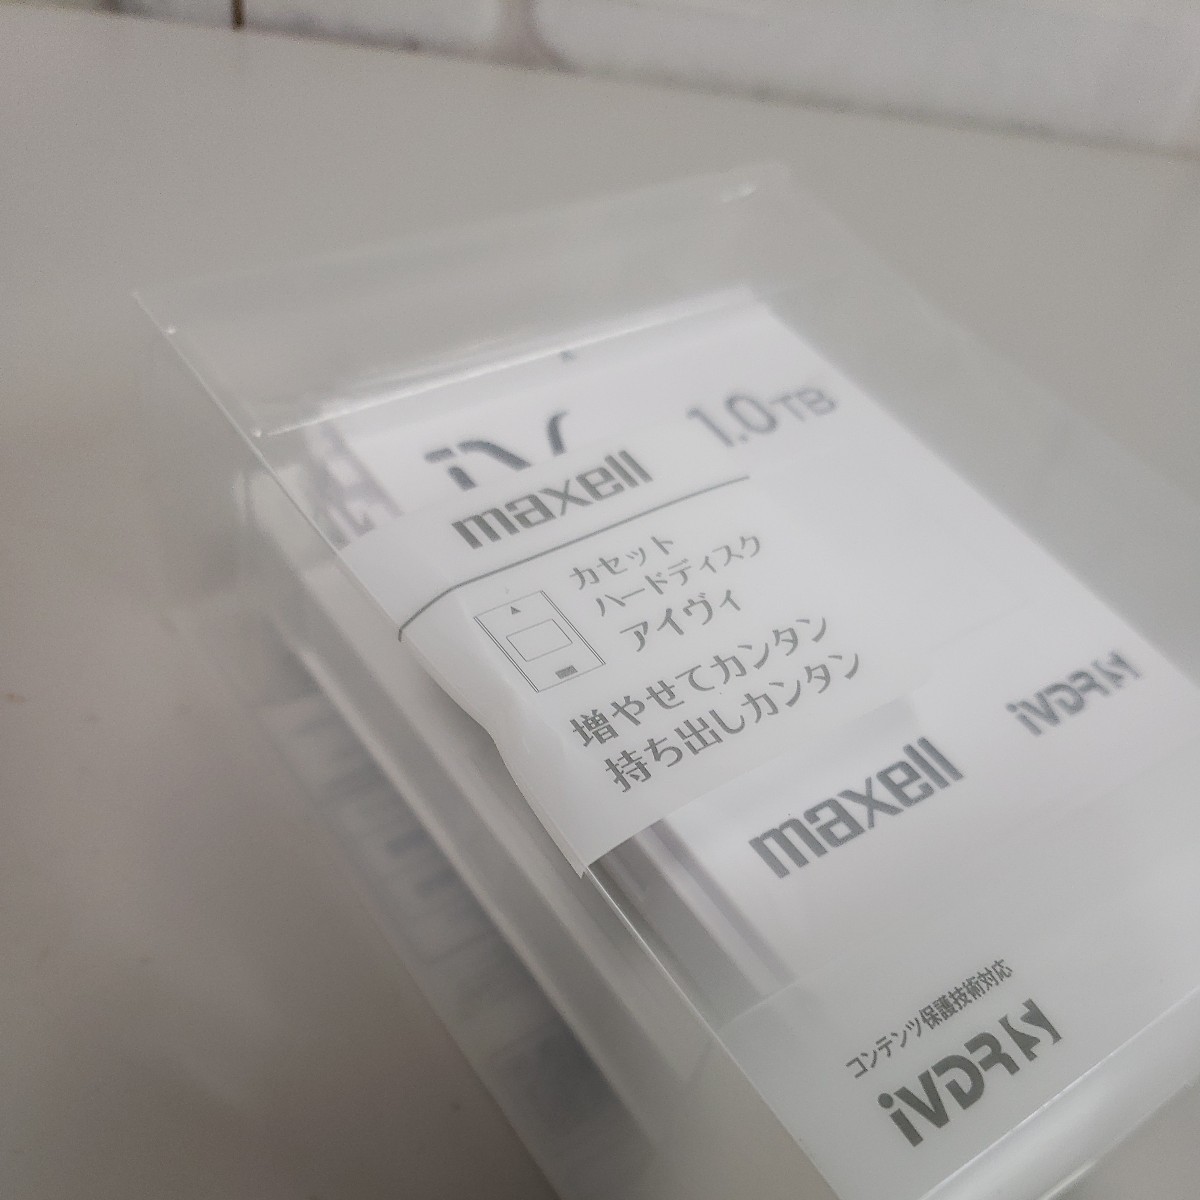 iV
1.0TB
maxell
カセット
ハードディスク
アイヴィ
増やせてカンタン
持ち出しカンタン
iVDR-S
maxell
コンテンツ保護技術対応
iVDR-S